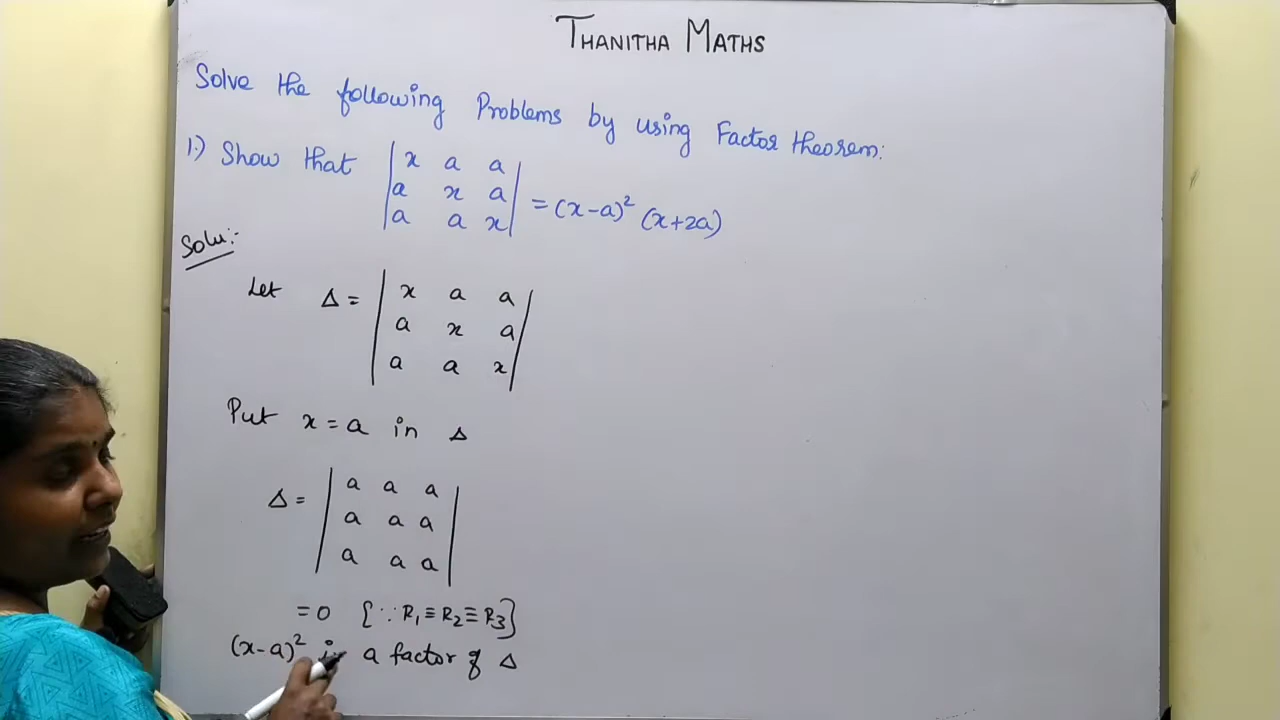 THANITHA MATHS
Solve the following Problems by using Factor theorem:
1.) Show that | x a a |
| a x a |
| a a x | = (x-a)² (x+2a)
Solu:-
Let Δ = | x a a |
| a x a |
| a a x |
Put x = a in Δ
Δ = | a a a |
| a a a |
| a a a |
= 0 {∵ R₁ ≡ R₂ ≡ R₃}
(x-a)² is a factor of Δ